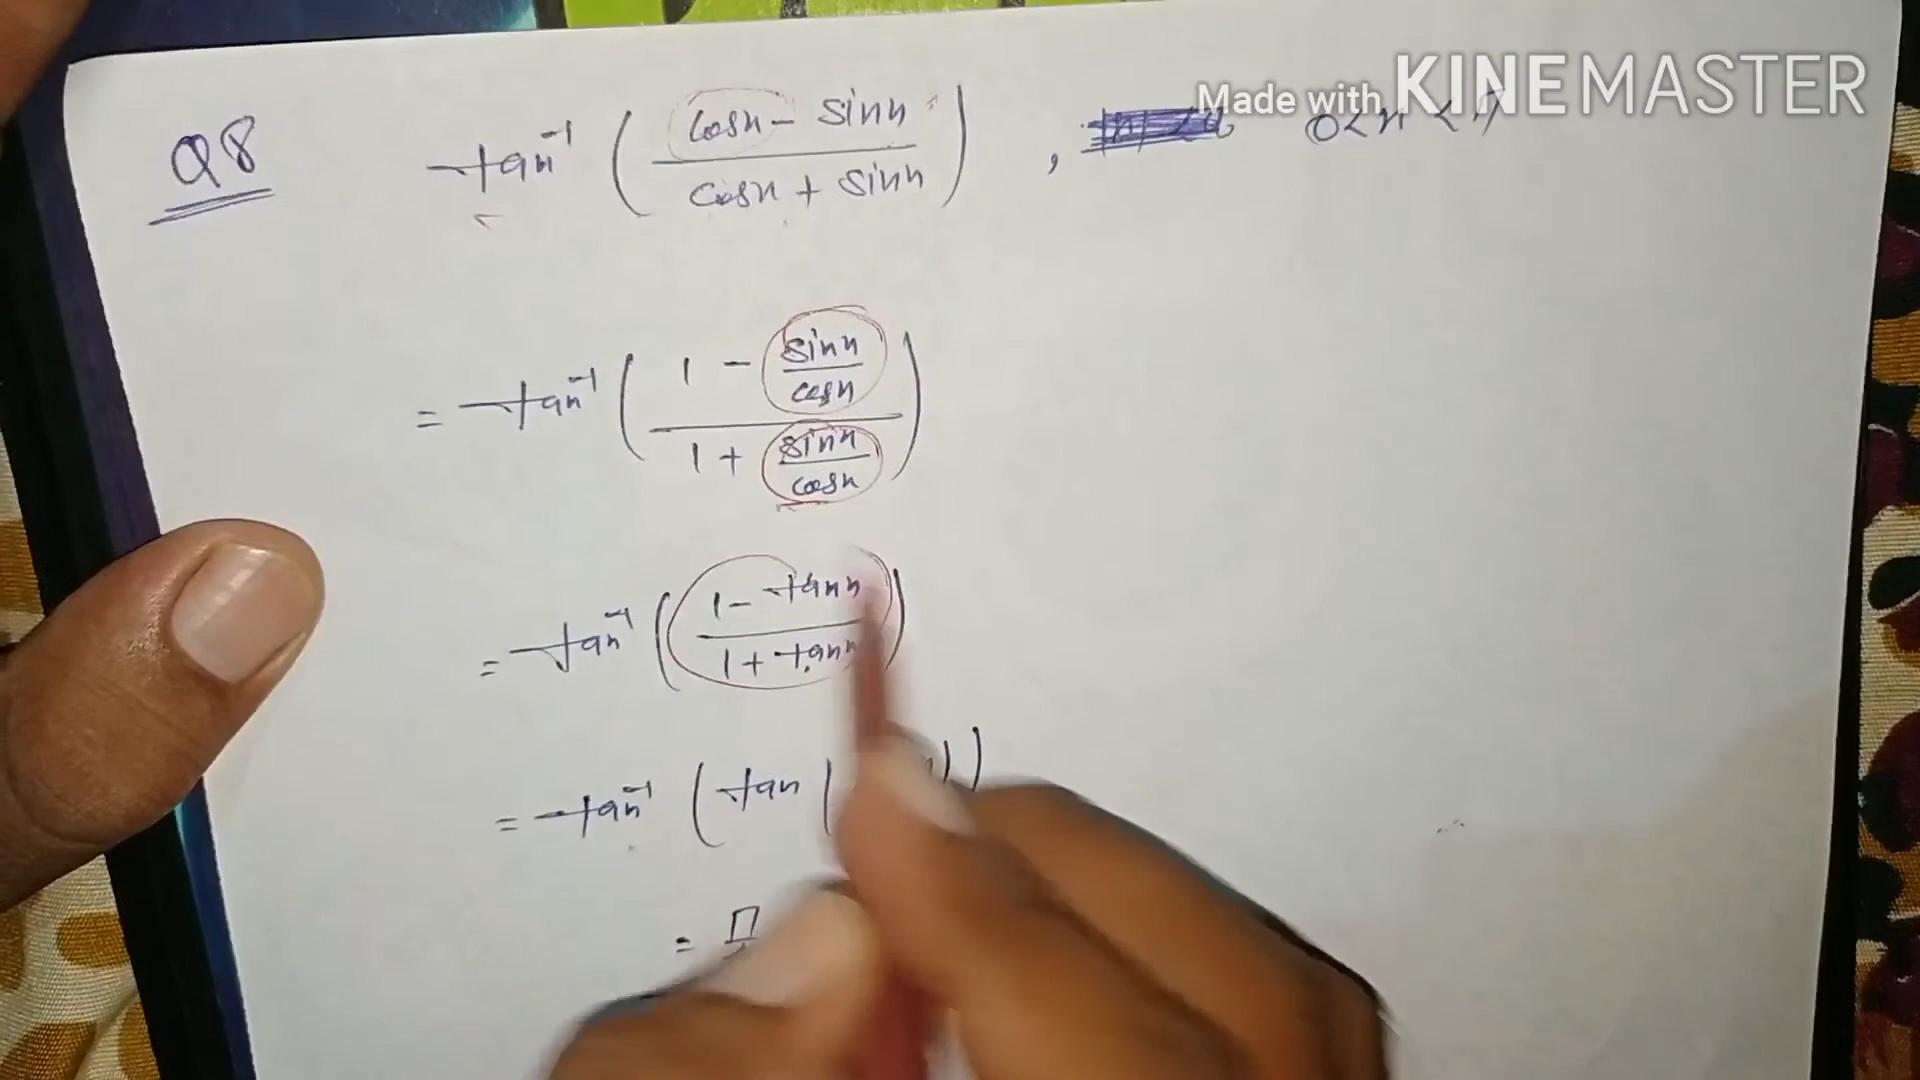 Made with KINEMASTER
Q8 tan⁻¹ ( (cosx - sinx) / (cosx + sinx) ) , 0<x<π
= tan⁻¹ ( (1 - sinx/cosx) / (1 + sinx/cosx) )
= tan⁻¹ ( (1 - tanx) / (1 + tanx) )
= tan⁻¹ ( tan (
= π